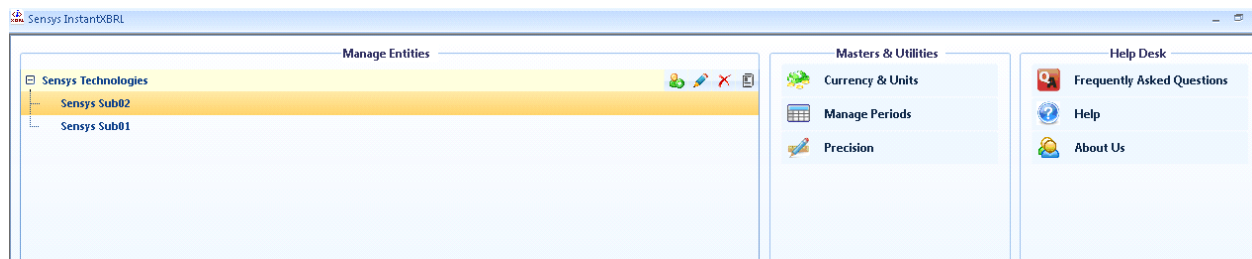 Sensys InstantXBRL
Manage Entities
Sensys Technologies
Sensys Sub02
Sensys Sub01
Masters & Utilities
Currency & Units
Manage Periods
Precision
Help Desk
Frequently Asked Questions
Help
About Us